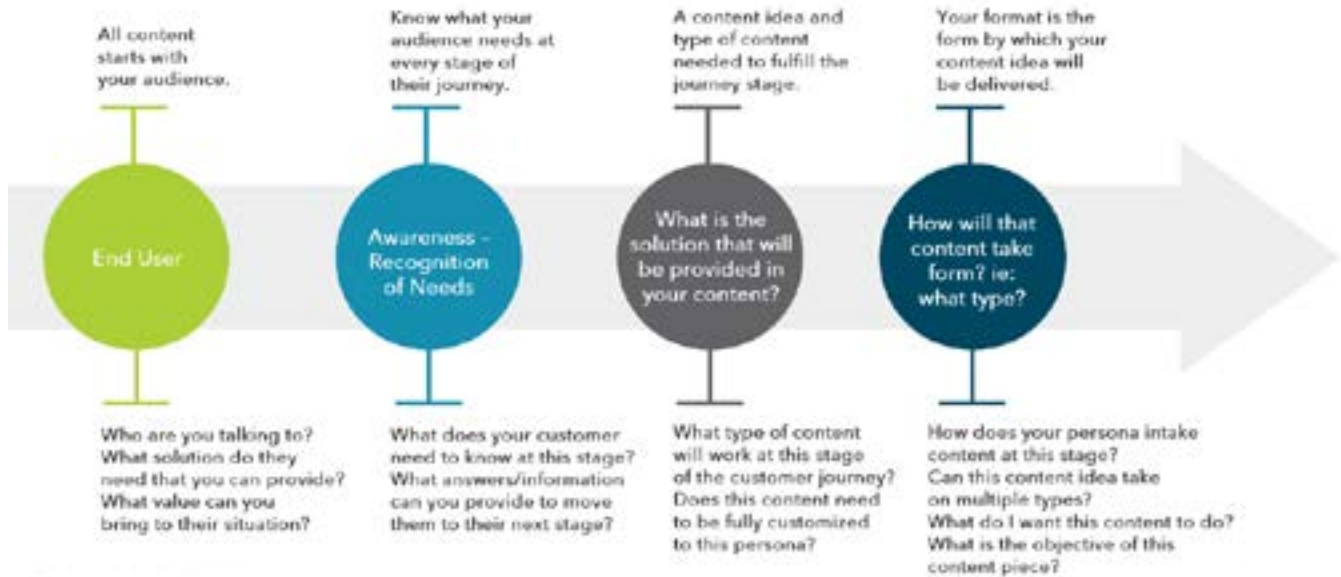 All content
starts with
your audience.
Know what your
audience needs at
every stage of
their journey.
A content idea and
type of content
needed to fulfill the
journey stage.
Your format is the
form by which your
content idea will
be delivered.
End User
Awareness –
Recognition
of Needs
What is the
solution that will
be provided in
your content?
How will that
content take
form? ie:
what type?
Who are you talking to?
What solution do they
need that you can provide?
What value can you
bring to their situation?
What does your customer
need to know at this stage?
What answers/information
can you provide to move
them to their next stage?
What type of content
will work at this stage
of the customer journey?
Does this content need
to be fully customized
to this persona?
How does your persona intake
content at this stage?
Can this content idea take
on multiple types?
What do I want this content to do?
What is the objective of this
content piece?